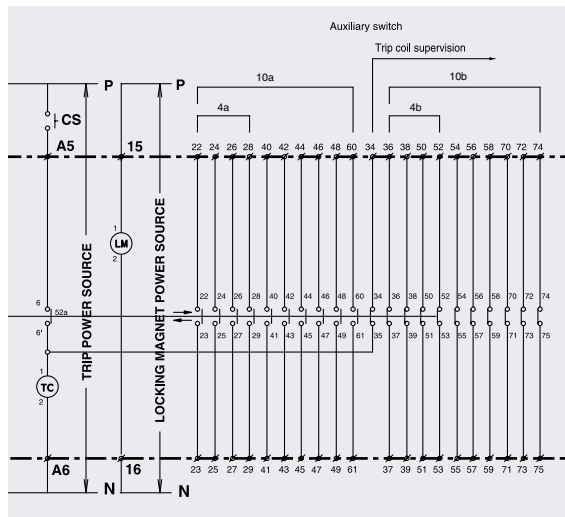 Auxiliary switch
Trip coil supervision
10a 10b
P P
4a 4b
CS
A5 15 22 24 26 28 40 42 44 46 48 60 34 36 38 50 52 54 56 58 70 72 74
1
LM
2
TRIP POWER SOURCE
LOCKING MAGNET POWER SOURCE
6 22 24 26 28 40 42 44 46 48 60 34 36 38 50 52 54 56 58 70 72 74
52a
6' 23 25 27 29 41 43 45 47 49 61 35 37 39 51 53 55 57 59 71 73 75
1
TC
2
A6 16 23 25 27 29 41 43 45 47 49 61 37 39 51 53 55 57 59 71 73 75
N N